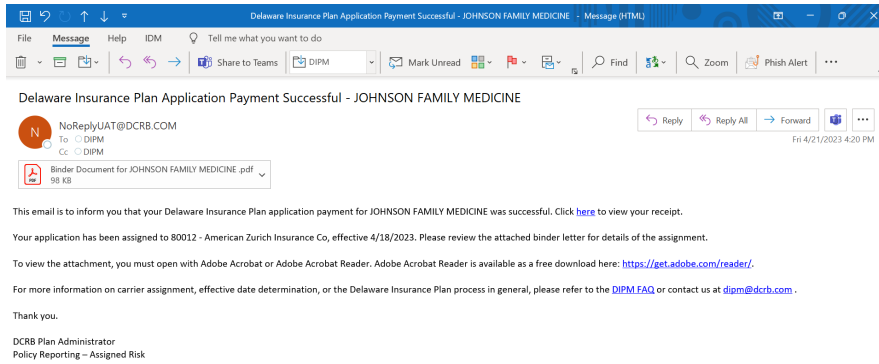 Delaware Insurance Plan Application Payment Successful - JOHNSON FAMILY MEDICINE - Message (HTML)
File Message Help IDM Tell me what you want to do
Share to Teams DIPM Mark Unread Find Zoom Phish Alert
Delaware Insurance Plan Application Payment Successful - JOHNSON FAMILY MEDICINE
N
NoReplyUAT@DCRB.COM
To DIPM
Cc DIPM
Reply Reply All Forward
Fri 4/21/2023 4:20 PM
PDF
Binder Document for JOHNSON FAMILY MEDICINE .pdf
98 KB
This email is to inform you that your Delaware Insurance Plan application payment for JOHNSON FAMILY MEDICINE was successful. Click here to view your receipt.
Your application has been assigned to 80012 - American Zurich Insurance Co, effective 4/18/2023. Please review the attached binder letter for details of the assignment.
To view the attachment, you must open with Adobe Acrobat or Adobe Acrobat Reader. Adobe Acrobat Reader is available as a free download here: https://get.adobe.com/reader/.
For more information on carrier assignment, effective date determination, or the Delaware Insurance Plan process in general, please refer to the DIPM FAQ or contact us at dipm@dcrb.com .
Thank you.
DCRB Plan Administrator
Policy Reporting – Assigned Risk